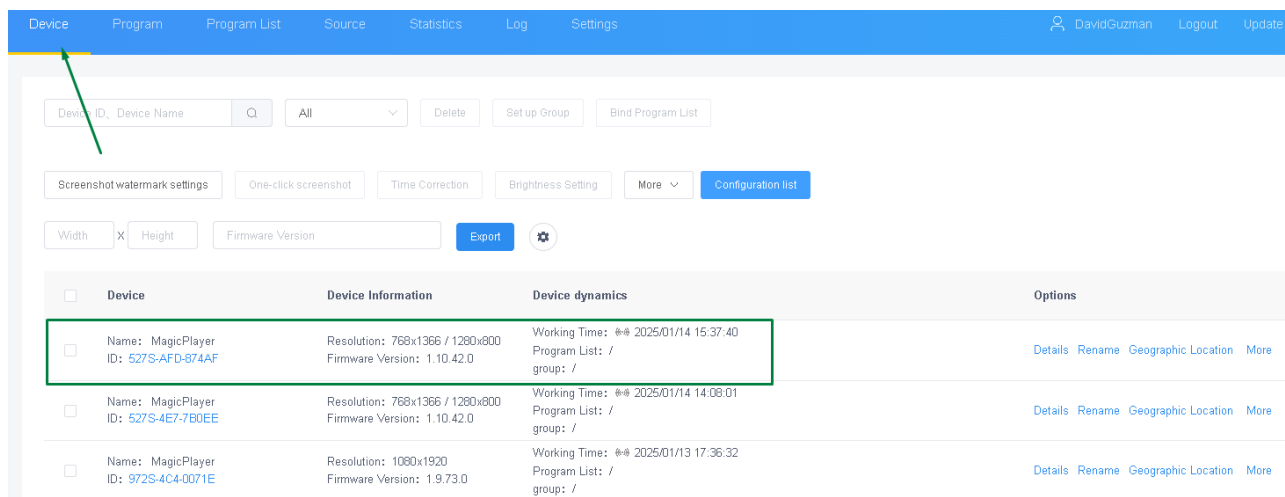 Device Program Program List Source Statistics Log Settings DavidGuzman Logout Update
Device ID、Device Name All Delete Set up Group Bind Program List
Screenshot watermark settings One-click screenshot Time Correction Brightness Setting More Configuration list
Width X Height Firmware Version Export
Device Device Information Device dynamics Options
Name: MagicPlayer Resolution: 768x1366 / 1280x800 Working Time: 2025/01/14 15:37:40
ID: 527S-AFD-874AF Firmware Version: 1.10.42.0 Program List: / Details Rename Geographic Location More
group: /
Name: MagicPlayer Resolution: 768x1366 / 1280x800 Working Time: 2025/01/14 14:08:01
ID: 527S-4E7-7B0EE Firmware Version: 1.10.42.0 Program List: / Details Rename Geographic Location More
group: /
Name: MagicPlayer Resolution: 1080x1920 Working Time: 2025/01/13 17:36:32
ID: 972S-4C4-0071E Firmware Version: 1.9.73.0 Program List: / Details Rename Geographic Location More
group: /